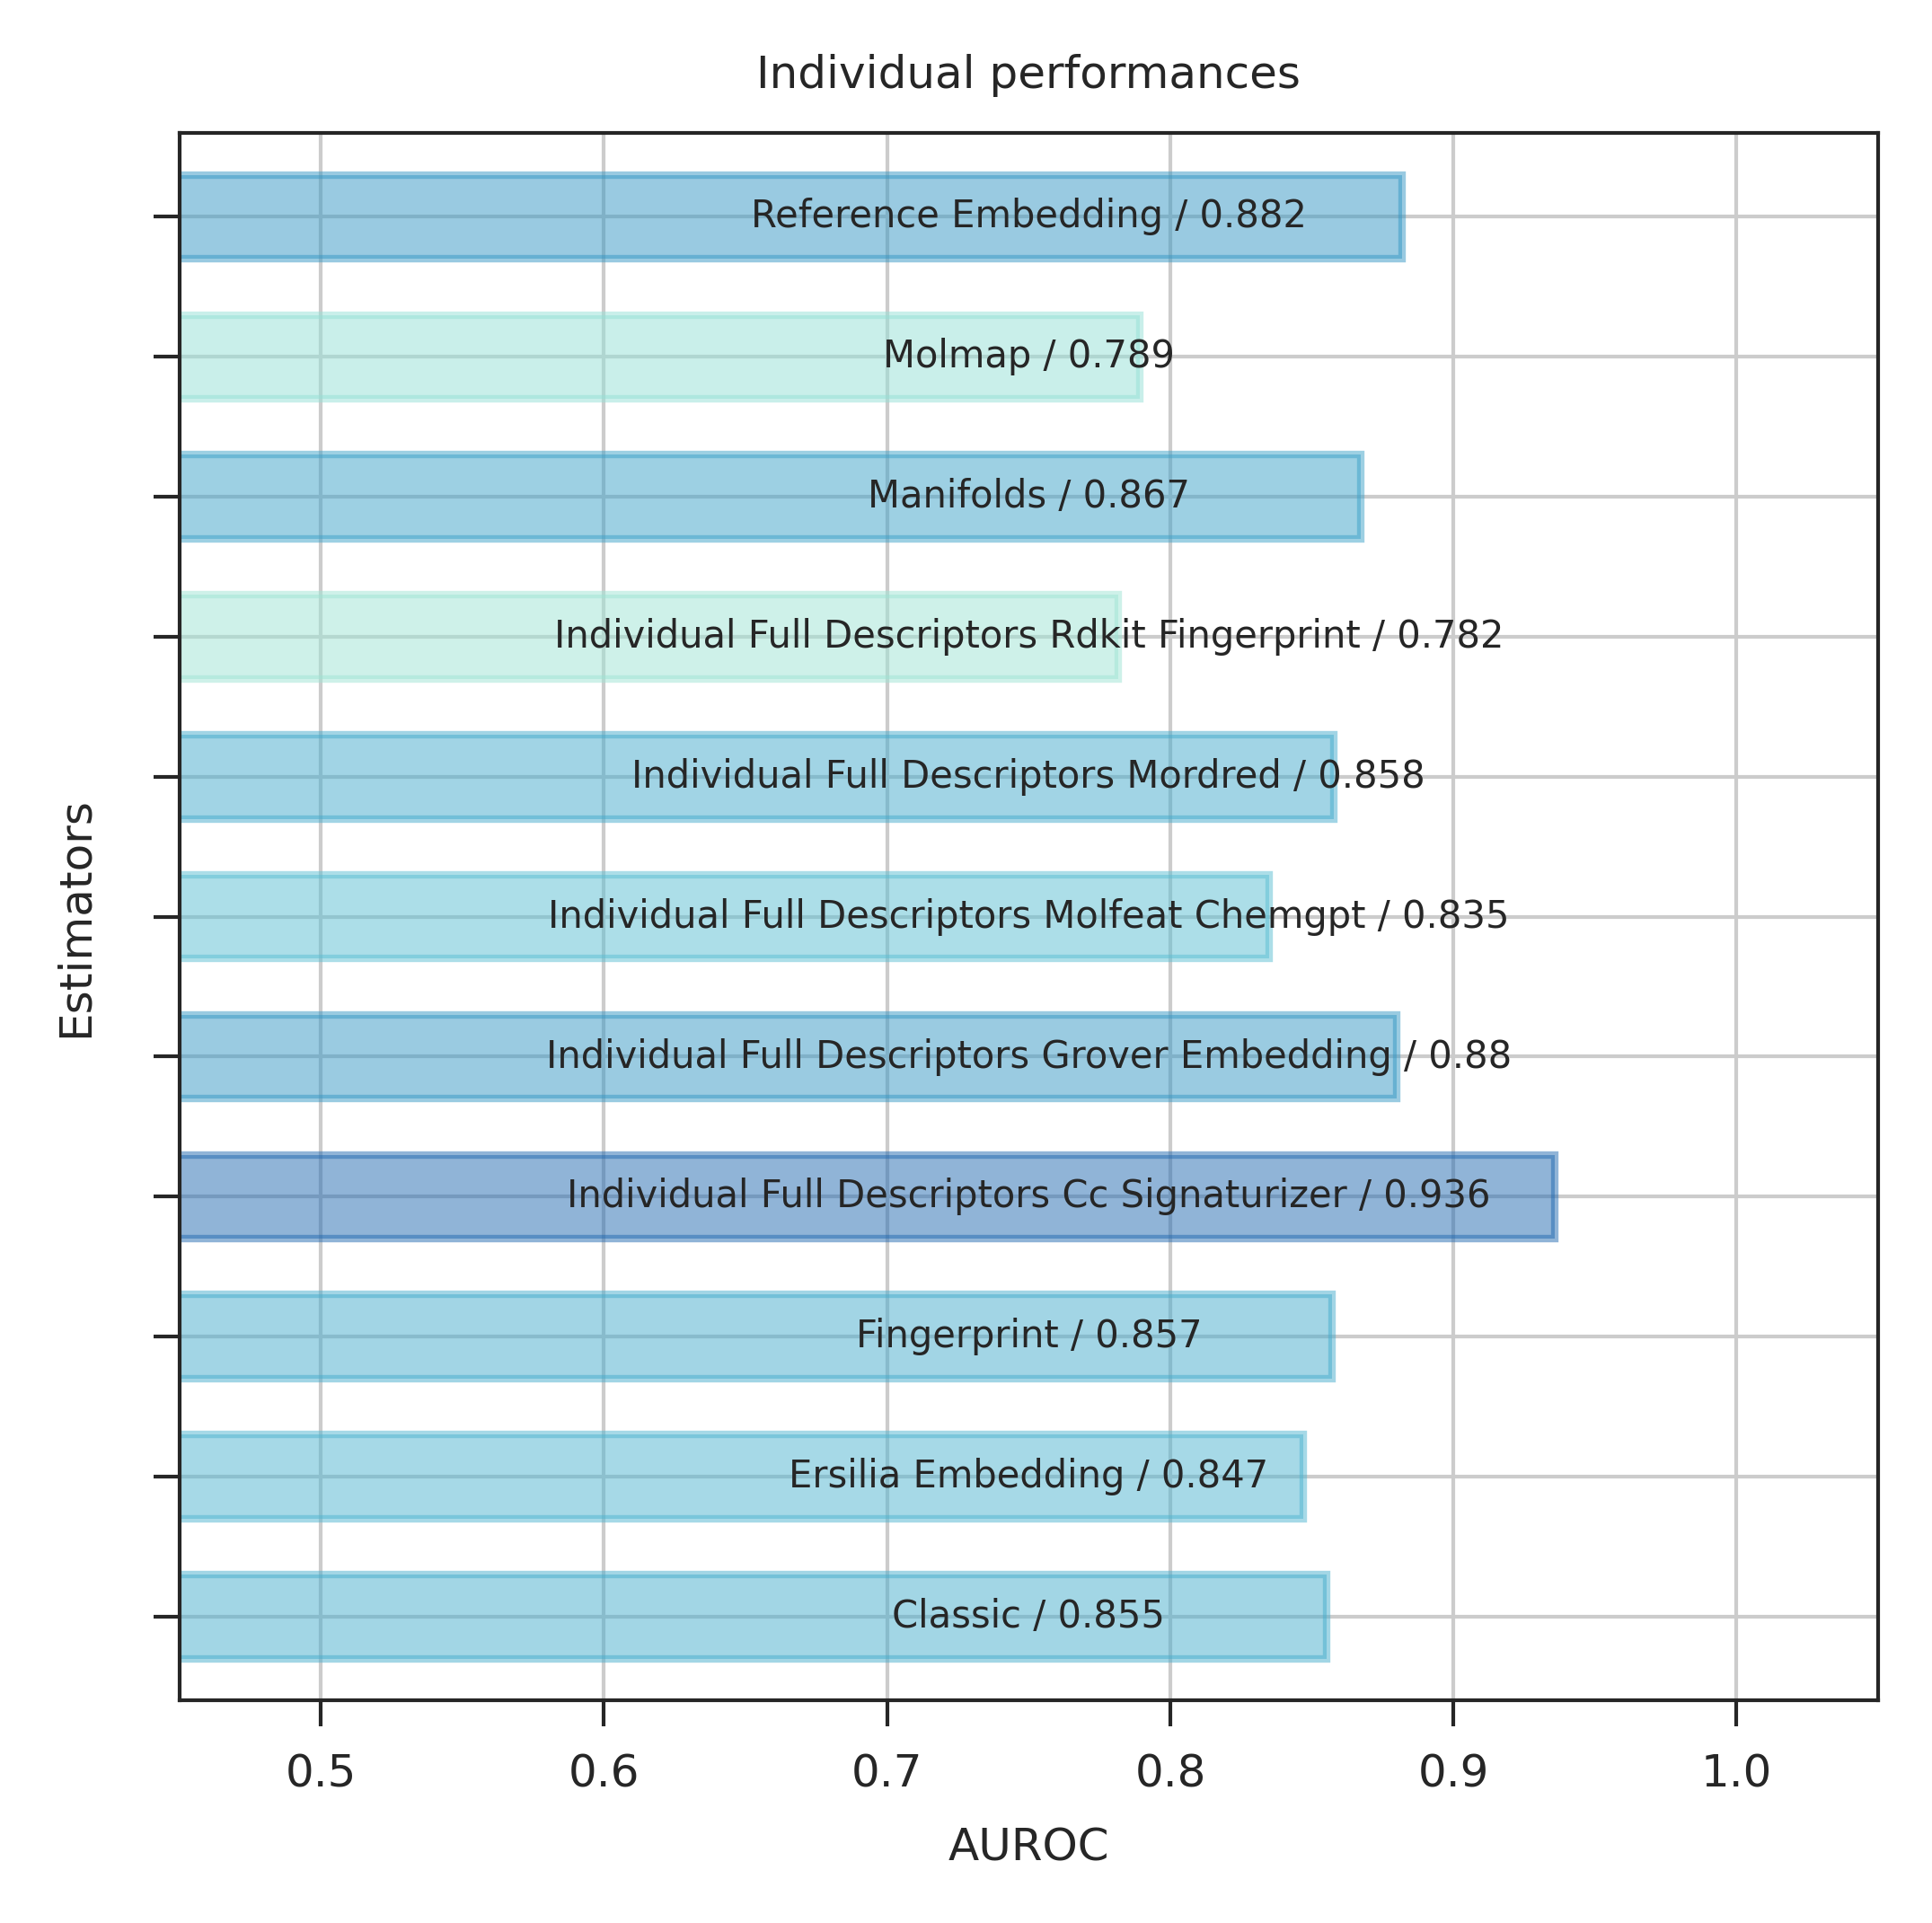 Individual performances
Reference Embedding / 0.882
Molmap / 0.789
Manifolds / 0.867
Individual Full Descriptors Rdkit Fingerprint / 0.782
Individual Full Descriptors Mordred / 0.858
Individual Full Descriptors Molfeat Chemgpt / 0.835
Individual Full Descriptors Grover Embedding / 0.88
Individual Full Descriptors Cc Signaturizer / 0.936
Fingerprint / 0.857
Ersilia Embedding / 0.847
Classic / 0.855
Estimators
0.5 0.6 0.7 0.8 0.9 1.0
AUROC